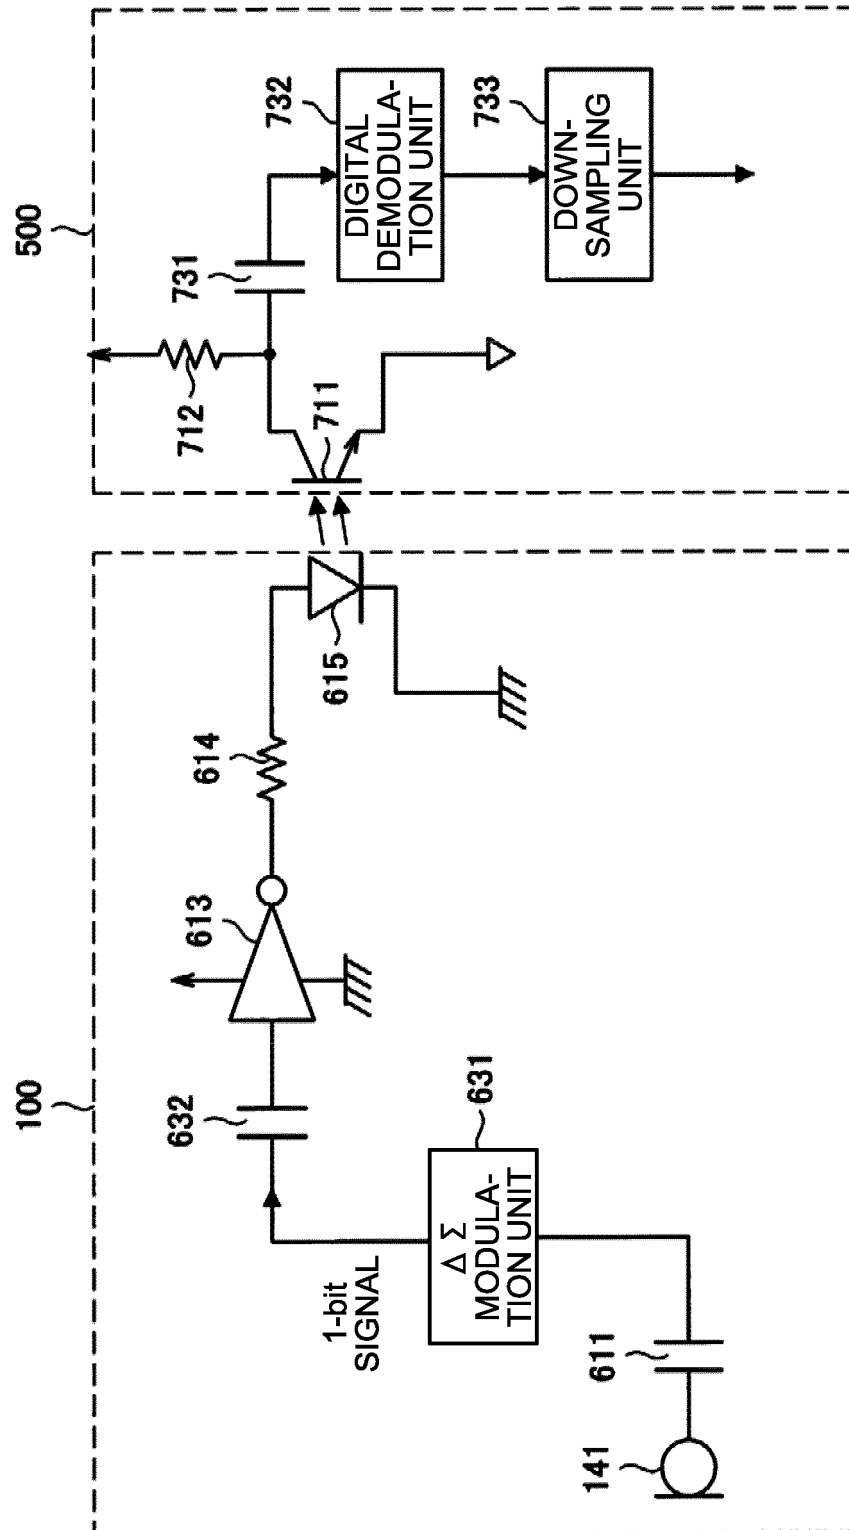 100
500
141
611
ΔΣ
MODULA-
TION UNIT
631
1-bit
SIGNAL
632
613
614
615
711
712
731
DIGITAL
DEMODULA-
TION UNIT
732
DOWN-
SAMPLING
UNIT
733